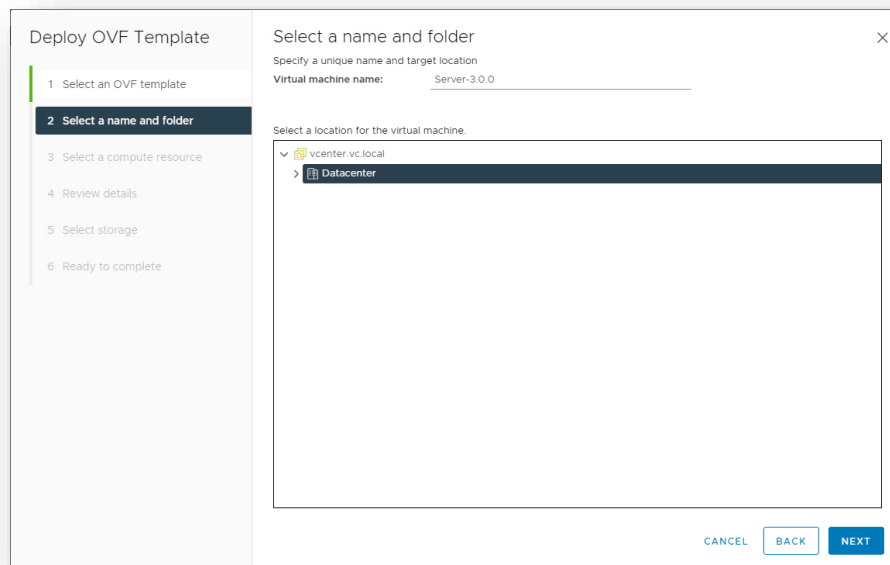 Deploy OVF Template
1 Select an OVF template
2 Select a name and folder
3 Select a compute resource
4 Review details
5 Select storage
6 Ready to complete
Select a name and folder
Specify a unique name and target location
Virtual machine name: Server-3.0.0
Select a location for the virtual machine.
vcenter.vc.local
Datacenter
CANCEL BACK NEXT